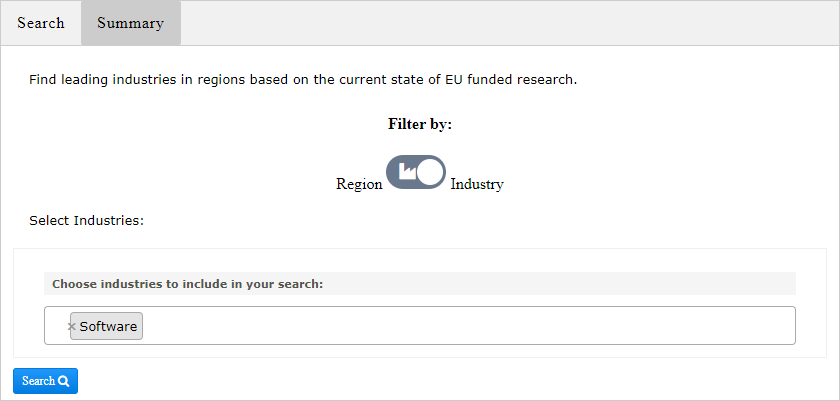 Search Summary
Find leading industries in regions based on the current state of EU funded research.
Filter by:
Region Industry
Select Industries:
Choose industries to include in your search:
× Software
Search